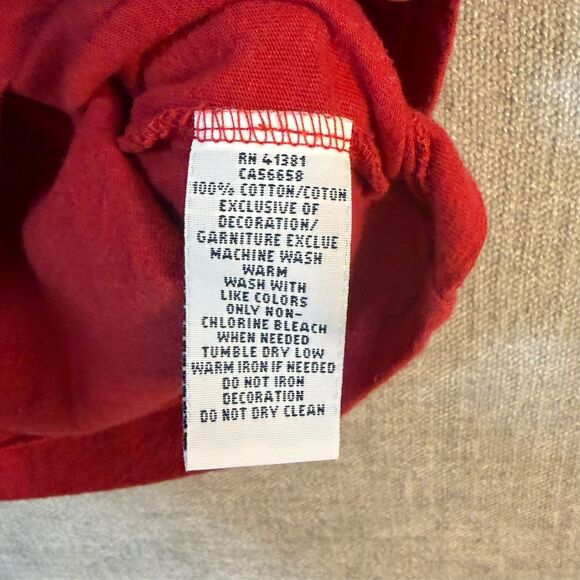 RN 41381
CA56658
100% COTTON/COTON
EXCLUSIVE OF
DECORATION/
GARNITURE EXCLUE
MACHINE WASH
WARM
WASH WITH
LIKE COLORS
ONLY NON-
CHLORINE BLEACH
WHEN NEEDED
TUMBLE DRY LOW
WARM IRON IF NEEDED
DO NOT IRON
DECORATION
DO NOT DRY CLEAN